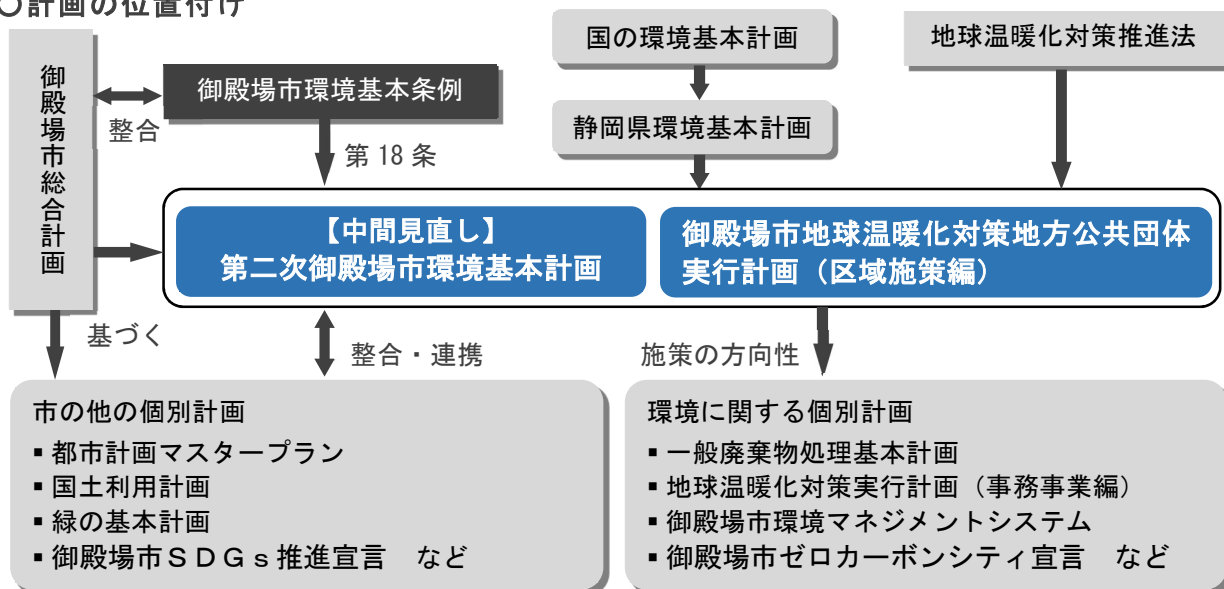 〇計画の位置付け
御殿場市総合計画
整合
御殿場市環境基本条例
第 18 条
国の環境基本計画
静岡県環境基本計画
地球温暖化対策推進法
【中間見直し】
第二次御殿場市環境基本計画
御殿場市地球温暖化対策地方公共団体
実行計画（区域施策編）
基づく
整合・連携
施策の方向性
市の他の個別計画
▪都市計画マスタープラン
▪国土利用計画
▪緑の基本計画
▪御殿場市ＳＤＧｓ推進宣言　など
環境に関する個別計画
▪一般廃棄物処理基本計画
▪地球温暖化対策実行計画（事務事業編）
▪御殿場市環境マネジメントシステム
▪御殿場市ゼロカーボンシティ宣言　など